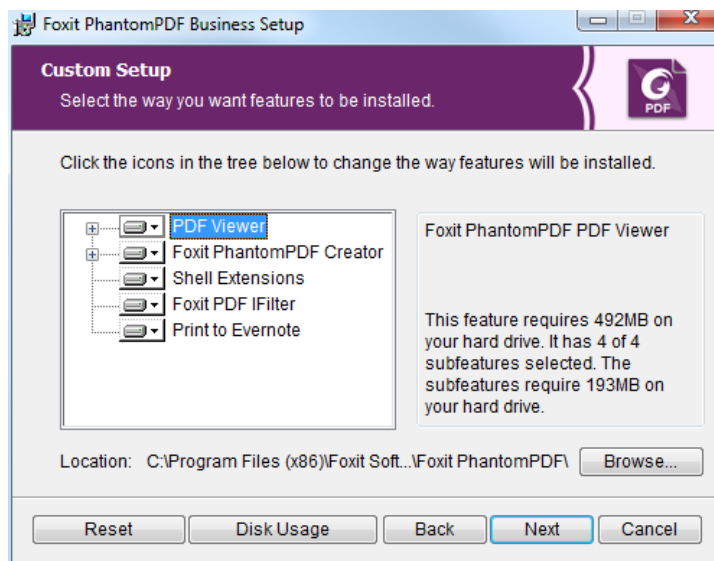 Foxit PhantomPDF Business Setup
Custom Setup
Select the way you want features to be installed.
PDF
Click the icons in the tree below to change the way features will be installed.
PDF Viewer
Foxit PhantomPDF Creator
Shell Extensions
Foxit PDF IFilter
Print to Evernote
Foxit PhantomPDF PDF Viewer
This feature requires 492MB on
your hard drive. It has 4 of 4
subfeatures selected. The
subfeatures require 193MB on
your hard drive.
Location: C:\Program Files (x86)\Foxit Soft...\Foxit PhantomPDF\ Browse...
Reset Disk Usage Back Next Cancel